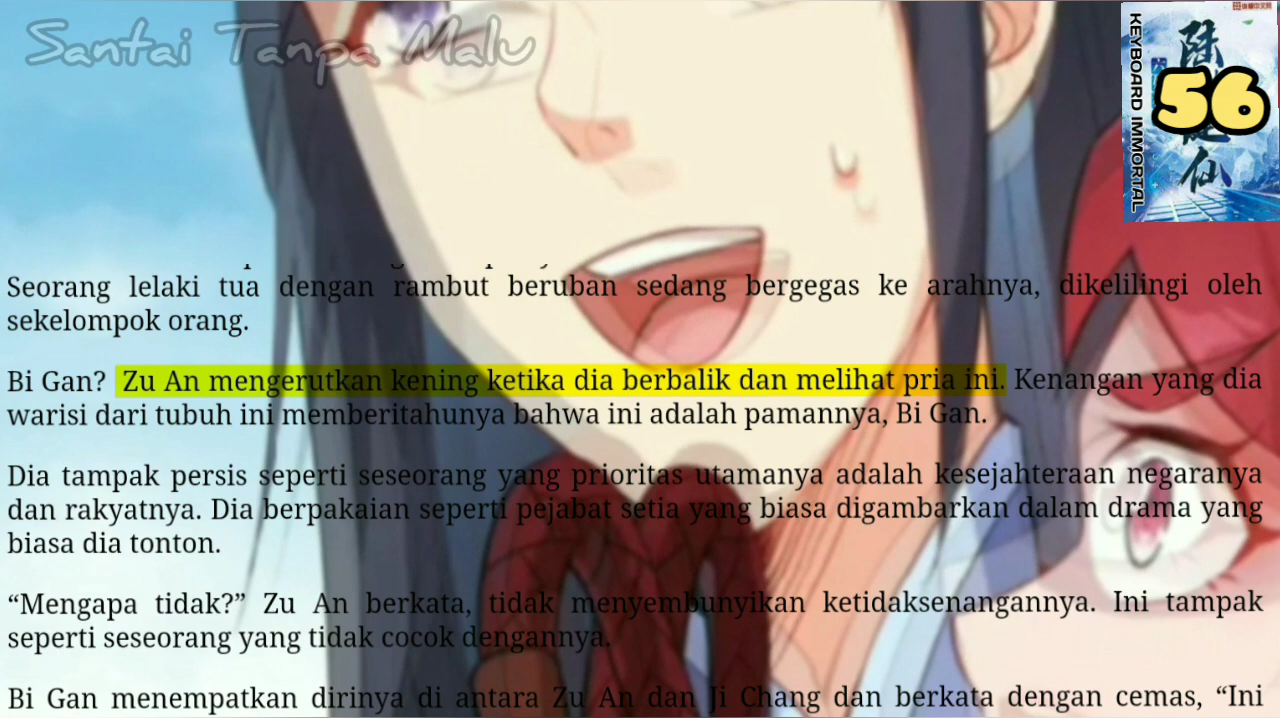 Santai Tanpa Malu
KEYBOARD IMMORTAL
56
Seorang lelaki tua dengan rambut beruban sedang bergegas ke arahnya, dikelilingi oleh
sekelompok orang.
Bi Gan? Zu An mengerutkan kening ketika dia berbalik dan melihat pria ini. Kenangan yang dia
warisi dari tubuh ini memberitahunya bahwa ini adalah pamannya, Bi Gan.
Dia tampak persis seperti seseorang yang prioritas utamanya adalah kesejahteraan negaranya
dan rakyatnya. Dia berpakaian seperti pejabat setia yang biasa digambarkan dalam drama yang
biasa dia tonton.
“Mengapa tidak?” Zu An berkata, tidak menyembunyikan ketidaksenangannya. Ini tampak
seperti seseorang yang tidak cocok dengannya.
Bi Gan menempatkan dirinya di antara Zu An dan Ji Chang dan berkata dengan cemas, “Ini